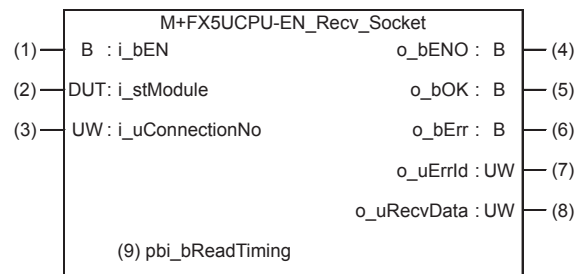 M+FX5UCPU-EN_Recv_Socket
(1) B : i_bEN o_bENO : B (4)
(2) DUT: i_stModule o_bOK : B (5)
(3) UW : i_uConnectionNo o_bErr : B (6)
o_uErrId : UW (7)
o_uRecvData : UW (8)
(9) pbi_bReadTiming